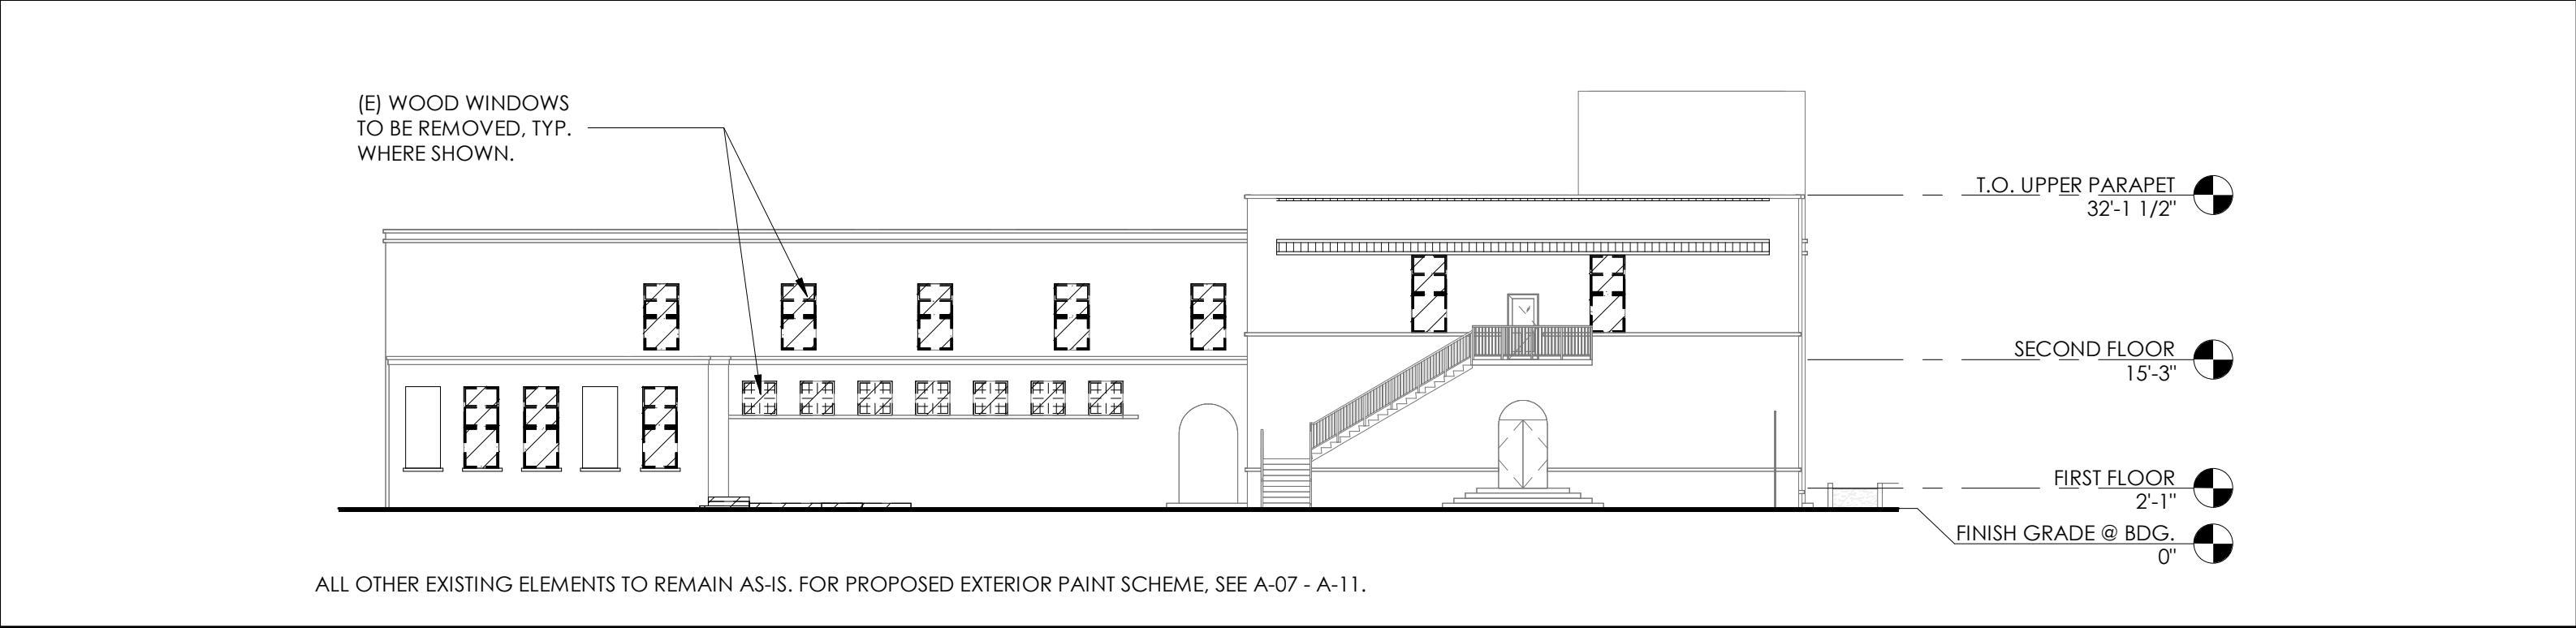 (E) WOOD WINDOWS
TO BE REMOVED, TYP.
WHERE SHOWN.
T.O. UPPER PARAPET
32'-1 1/2"
SECOND FLOOR
15'-3"
FIRST FLOOR
2'-1"
FINISH GRADE @ BDG.
0"
ALL OTHER EXISTING ELEMENTS TO REMAIN AS-IS. FOR PROPOSED EXTERIOR PAINT SCHEME, SEE A-07 - A-11.